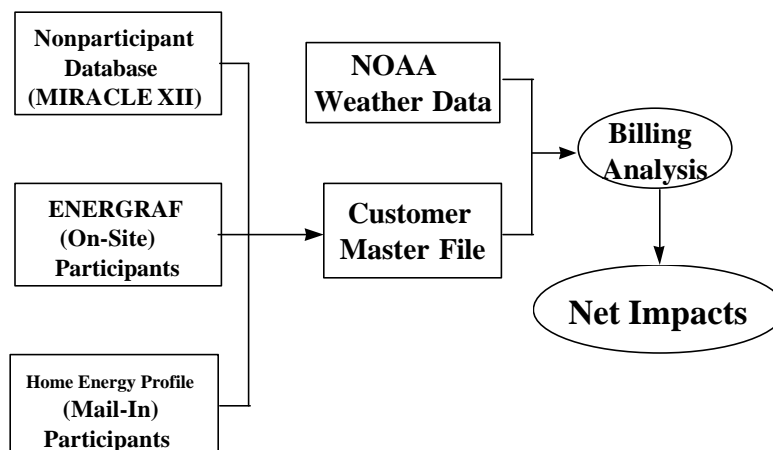 Nonparticipant
Database
(MIRACLE XII)
NOAA
Weather Data
Billing
Analysis
ENERGRAF
(On-Site)
Participants
Customer
Master File
Net Impacts
Home Energy Profile
(Mail-In)
Participants